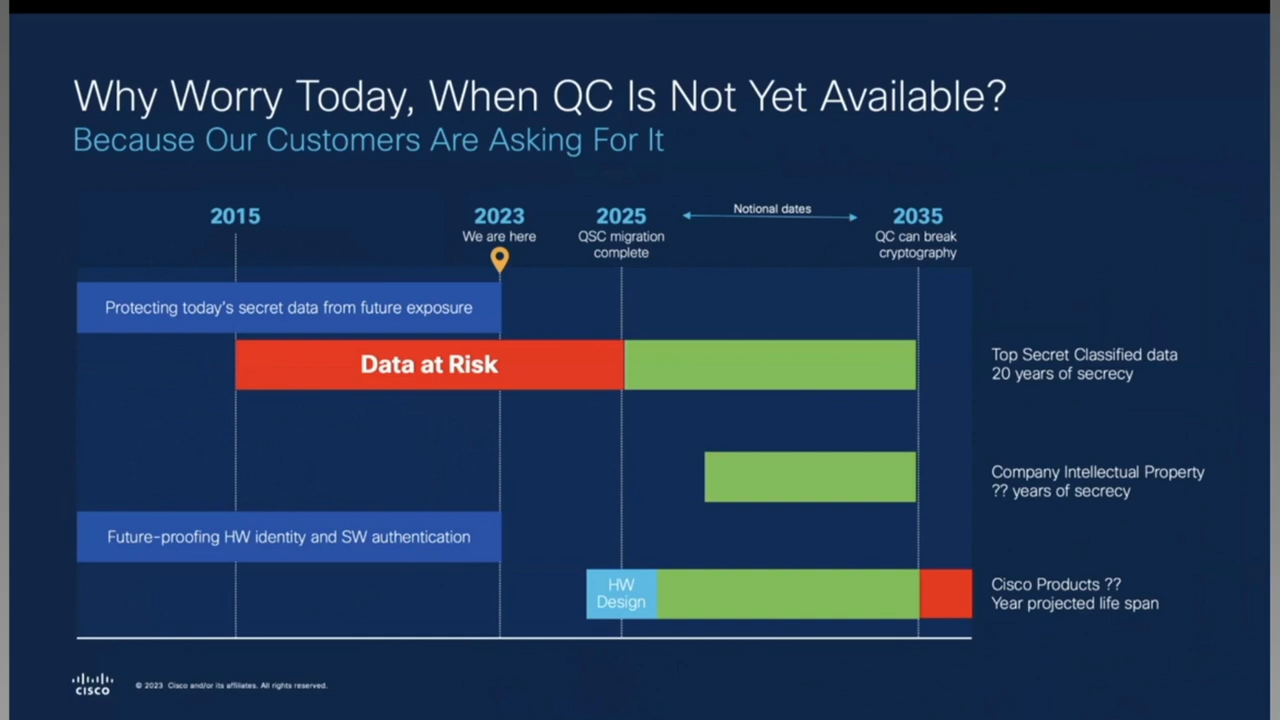 Why Worry Today, When QC Is Not Yet Available?
Because Our Customers Are Asking For It
2015
2023
We are here
2025
QSC migration
complete
Notional dates
2035
QC can break
cryptography
Protecting today's secret data from future exposure
Data at Risk
Top Secret Classified data
20 years of secrecy
Company Intellectual Property
?? years of secrecy
Future-proofing HW identity and SW authentication
HW
Design
Cisco Products ??
Year projected life span
CISCO
© 2023 Cisco and/or its affiliates. All rights reserved.